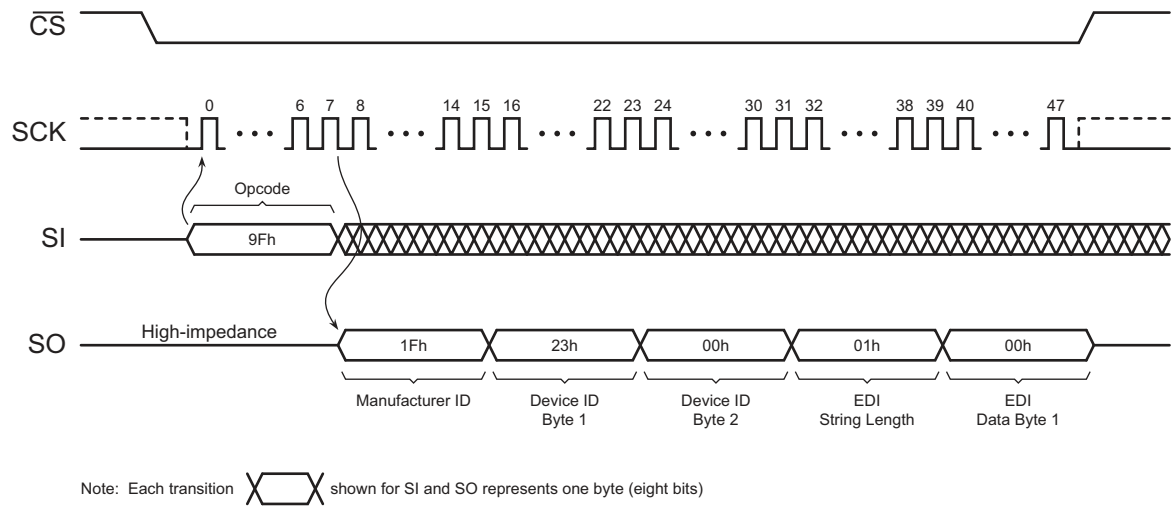 CS
0 6 7 8 14 15 16 22 23 24 30 31 32 38 39 40 47
SCK
Opcode
SI 9Fh
High-impedance
SO 1Fh 23h 00h 01h 00h
Manufacturer ID Device ID Device ID EDI EDI
Byte 1 Byte 2 String Length Data Byte 1
Note: Each transition shown for SI and SO represents one byte (eight bits)